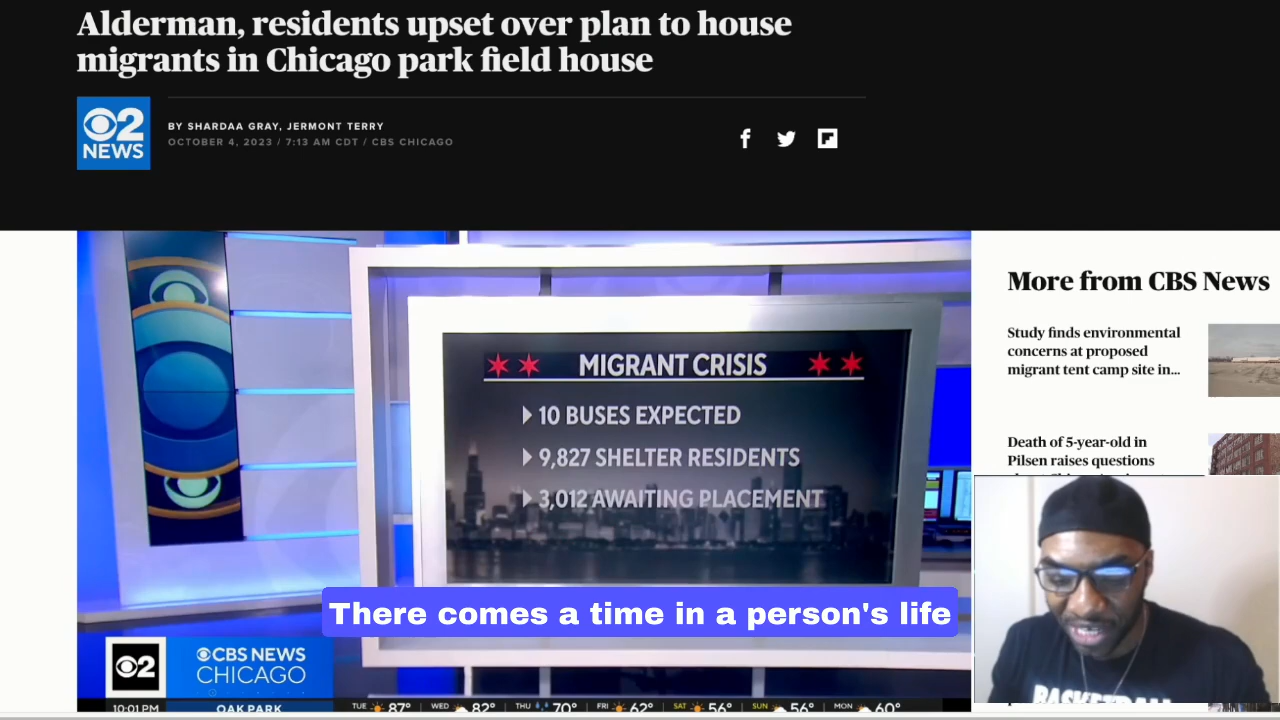 Alderman, residents upset over plan to house
migrants in Chicago park field house
2
NEWS
BY SHARDAA GRAY, JERMONT TERRY
OCTOBER 4, 2023 / 7:13 AM CDT / CBS CHICAGO
MIGRANT CRISIS
10 BUSES EXPECTED
9,827 SHELTER RESIDENTS
3,012 AWAITING PLACEMENT
More from CBS News
Study finds environmental
concerns at proposed
migrant tent camp site in...
Death of 5-year-old in
Pilsen raises questions
There comes a time in a person's life
2
CBS NEWS
CHICAGO
10:01 PM
OAK PARK
TUE 87° WED 82° THU 70° FRI 62° SAT 56° SUN 56° MON 60°
BASKETBALL